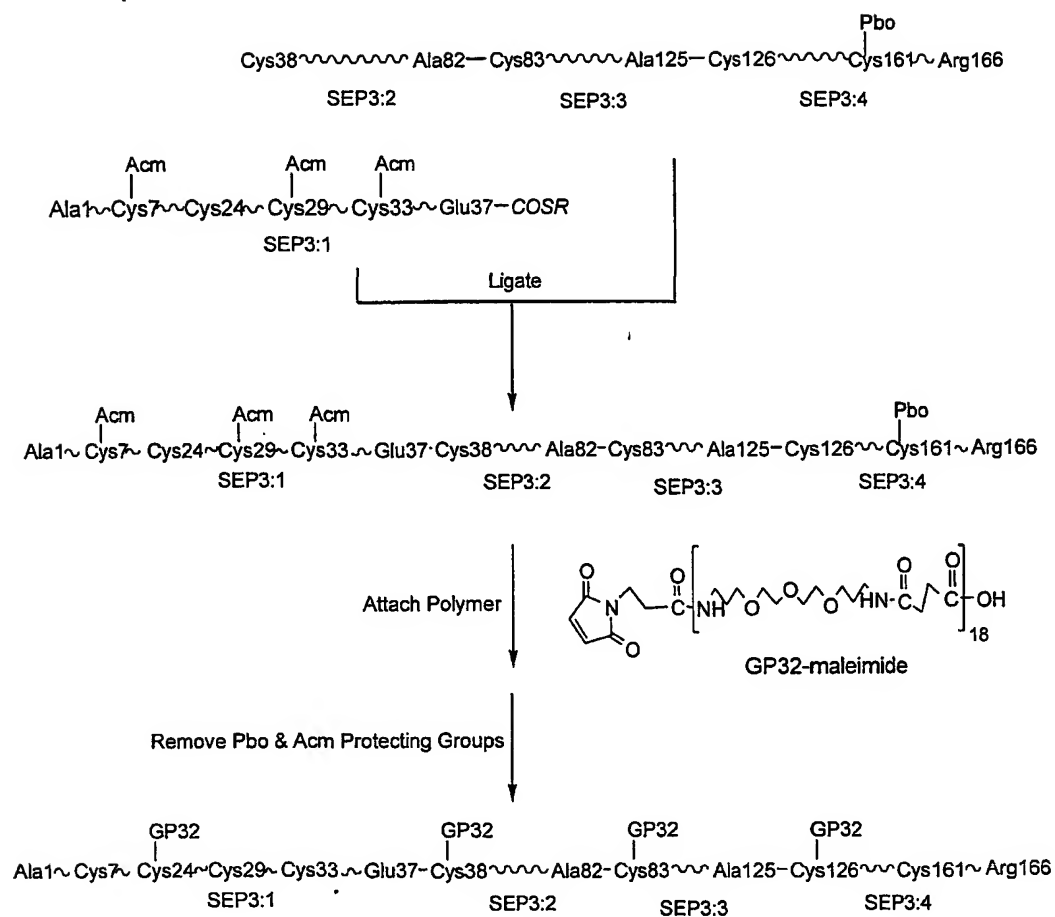 Pbo
Cys38 Ala82 Cys83 Ala125 Cys126 Cys161 Arg166
SEP3:2 SEP3:3 SEP3:4
Acm Acm Acm
Ala1 Cys7 Cys24 Cys29 Cys33 Glu37 COSR
SEP3:1
Ligate
Acm Acm Acm Pbo
Ala1 Cys7 Cys24 Cys29 Cys33 Glu37 Cys38 Ala82 Cys83 Ala125 Cys126 Cys161 Arg166
SEP3:1 SEP3:2 SEP3:3 SEP3:4
Attach Polymer
O N O C O NH O O O HN C O C O OH 18
GP32-maleimide
Remove Pbo & Acm Protecting Groups
GP32 GP32 GP32 GP32
Ala1 Cys7 Cys24 Cys29 Cys33 Glu37 Cys38 Ala82 Cys83 Ala125 Cys126 Cys161 Arg166
SEP3:1 SEP3:2 SEP3:3 SEP3:4